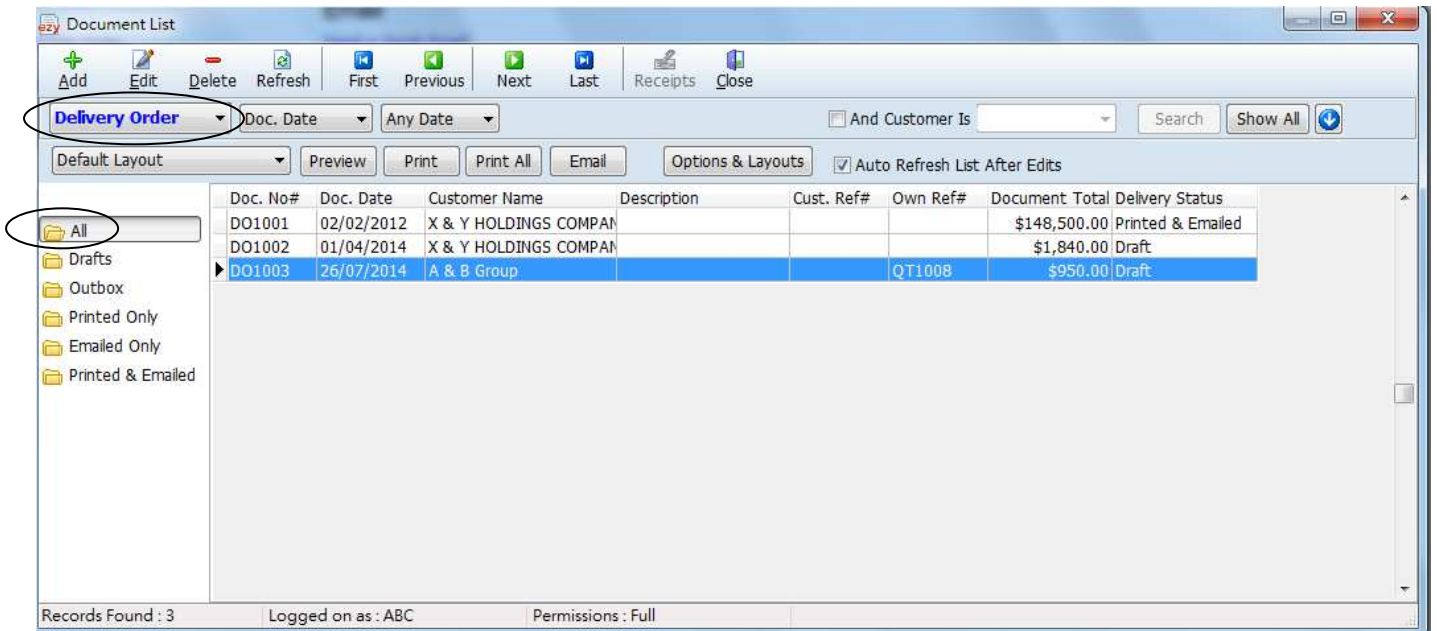 ezy Document List
Add Edit Delete Refresh First Previous Next Last Receipts Close
Delivery Order Doc. Date Any Date And Customer Is Search Show All
Default Layout Preview Print Print All Email Options & Layouts Auto Refresh List After Edits
Doc. No# Doc. Date Customer Name Description Cust. Ref# Own Ref# Document Total Delivery Status
All
DO1001 02/02/2012 X & Y HOLDINGS COMPAN $148,500.00 Printed & Emailed
DO1002 01/04/2014 X & Y HOLDINGS COMPAN $1,840.00 Draft
DO1003 26/07/2014 A & B Group QT1008 $950.00 Draft
Drafts
Outbox
Printed Only
Emailed Only
Printed & Emailed
Records Found : 3 Logged on as : ABC Permissions : Full